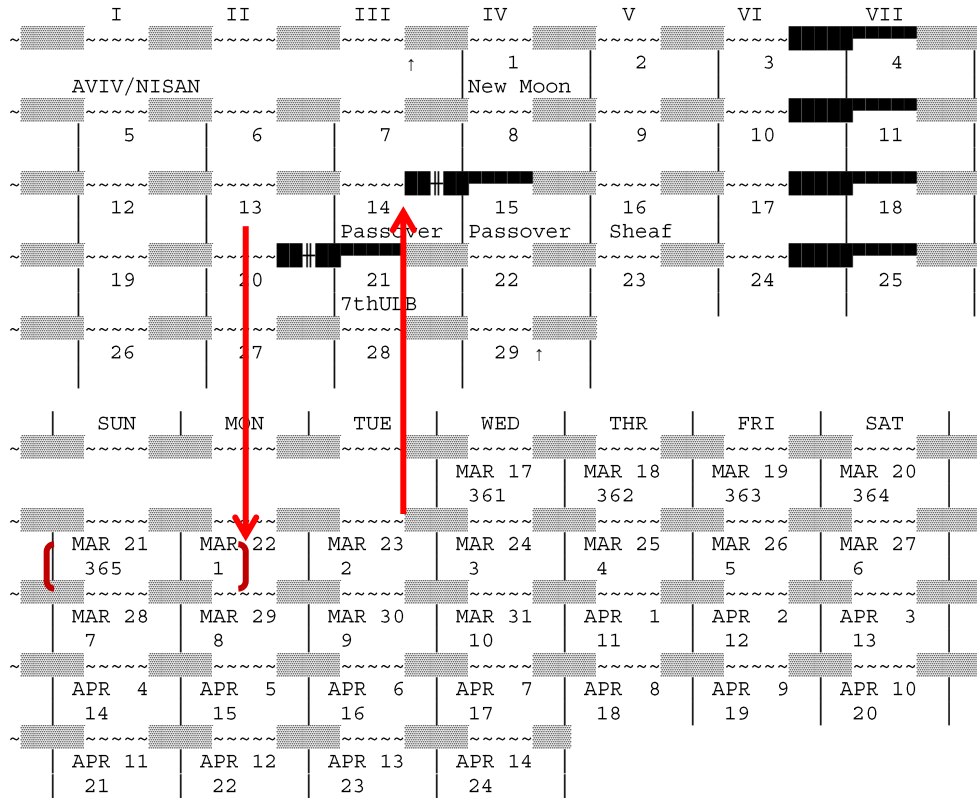 I II III IV V VI VII
↑ 1 2 3 4
AVIV/NISAN New Moon
5 6 7 8 9 10 11
12 13 14 15 16 17 18
Passover Passover Sheaf
19 20 21 22 23 24 25
7thULB
26 27 28 29 ↑
SUN MON TUE WED THR FRI SAT
MAR 17 MAR 18 MAR 19 MAR 20
361 362 363 364
MAR 21 MAR 22 MAR 23 MAR 24 MAR 25 MAR 26 MAR 27
365 1 2 3 4 5 6
MAR 28 MAR 29 MAR 30 MAR 31 APR 1 APR 2 APR 3
7 8 9 10 11 12 13
APR 4 APR 5 APR 6 APR 7 APR 8 APR 9 APR 10
14 15 16 17 18 19 20
APR 11 APR 12 APR 13 APR 14
21 22 23 24